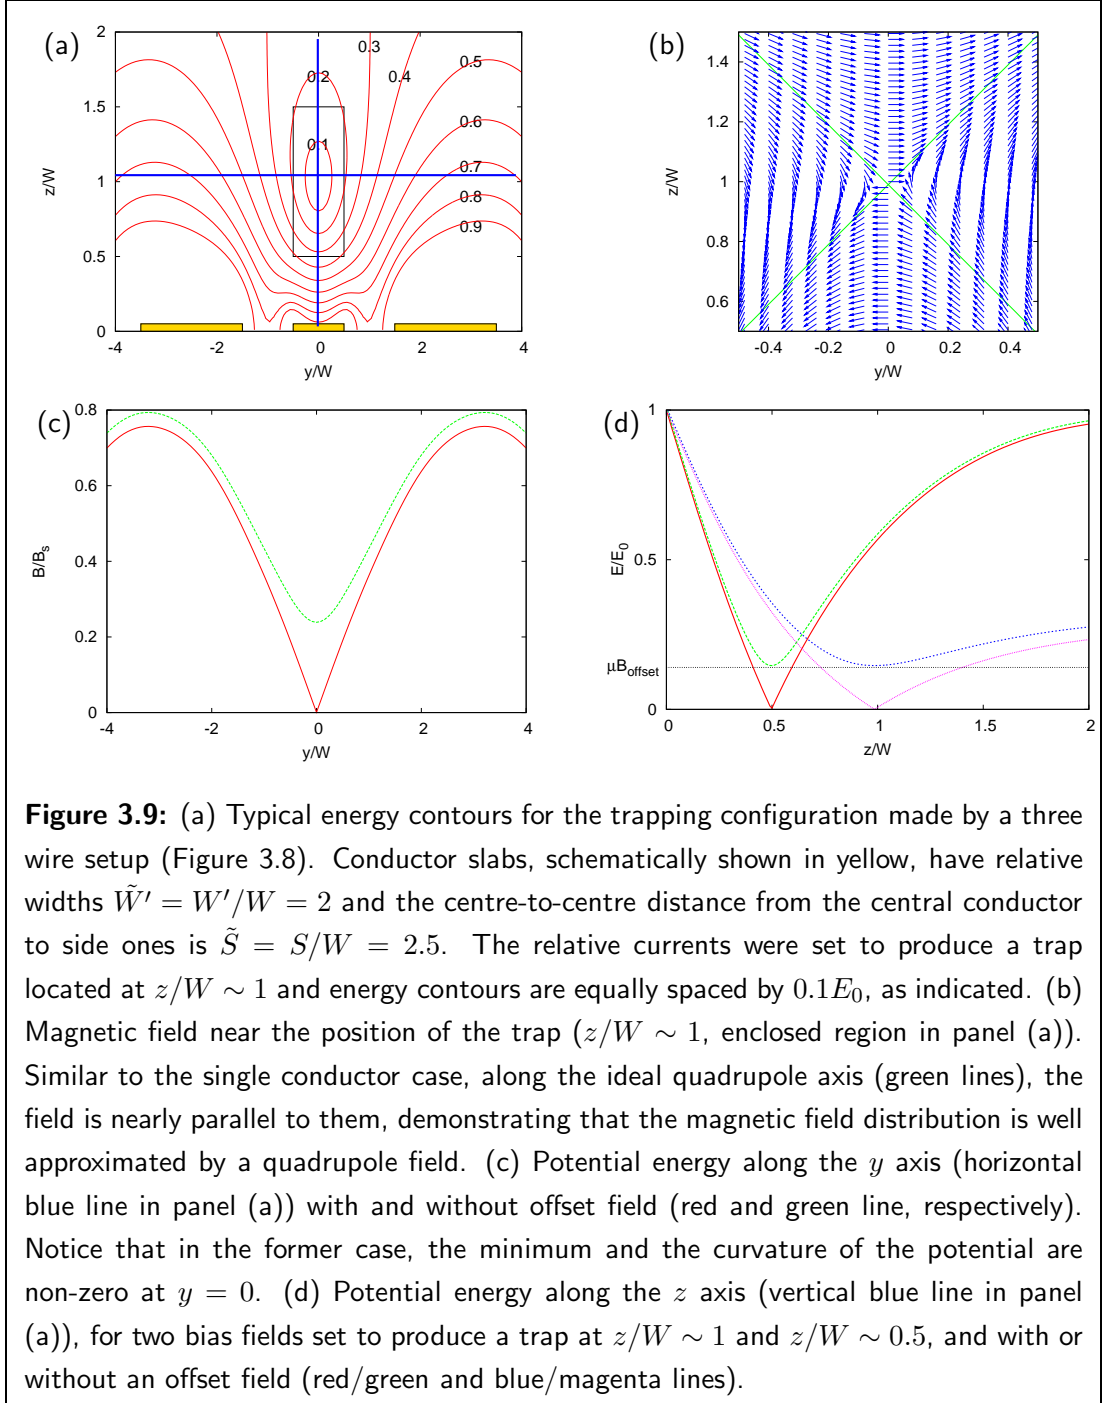 (a)
2
1.5
1
0.5
0
z/W
-4
-2
0
2
4
y/W
0.3
0.2
0.4
0.5
0.1
0.6
0.7
0.8
0.9
(b)
1.4
1.2
1
0.8
0.6
z/W
-0.4
-0.2
0
0.2
0.4
y/W
(c)
0.8
0.6
0.4
0.2
0
B/Bs
-2
0
2
4
y/W
(d)
1
0.5
μBoffset
0
E/E0
0
0.5
1
1.5
2
z/W
Figure 3.9: (a) Typical energy contours for the trapping configuration made by a three
wire setup (Figure 3.8). Conductor slabs, schematically shown in yellow, have relative
widths W̃′ = W′/W = 2 and the centre-to-centre distance from the central conductor
to side ones is S̃ = S/W = 2.5. The relative currents were set to produce a trap
located at z/W ∼ 1 and energy contours are equally spaced by 0.1E0, as indicated. (b)
Magnetic field near the position of the trap (z/W ∼ 1, enclosed region in panel (a)).
Similar to the single conductor case, along the ideal quadrupole axis (green lines), the
field is nearly parallel to them, demonstrating that the magnetic field distribution is well
approximated by a quadrupole field. (c) Potential energy along the y axis (horizontal
blue line in panel (a)) with and without offset field (red and green line, respectively).
Notice that in the former case, the minimum and the curvature of the potential are
non-zero at y = 0. (d) Potential energy along the z axis (vertical blue line in panel
(a)), for two bias fields set to produce a trap at z/W ∼ 1 and z/W ∼ 0.5, and with or
without an offset field (red/green and blue/magenta lines).